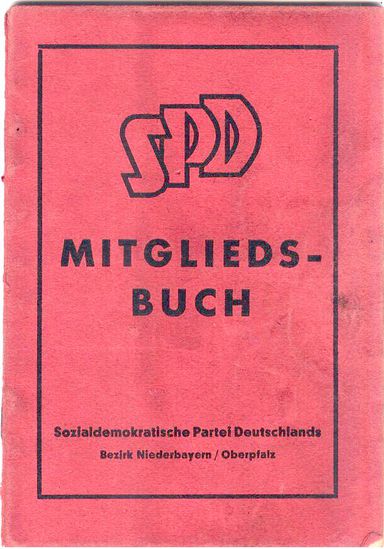 SPD
MITGLIEDS-
BUCH
Sozialdemokratische Partei Deutschlands
Bezirk Niederbayern / Oberpfalz